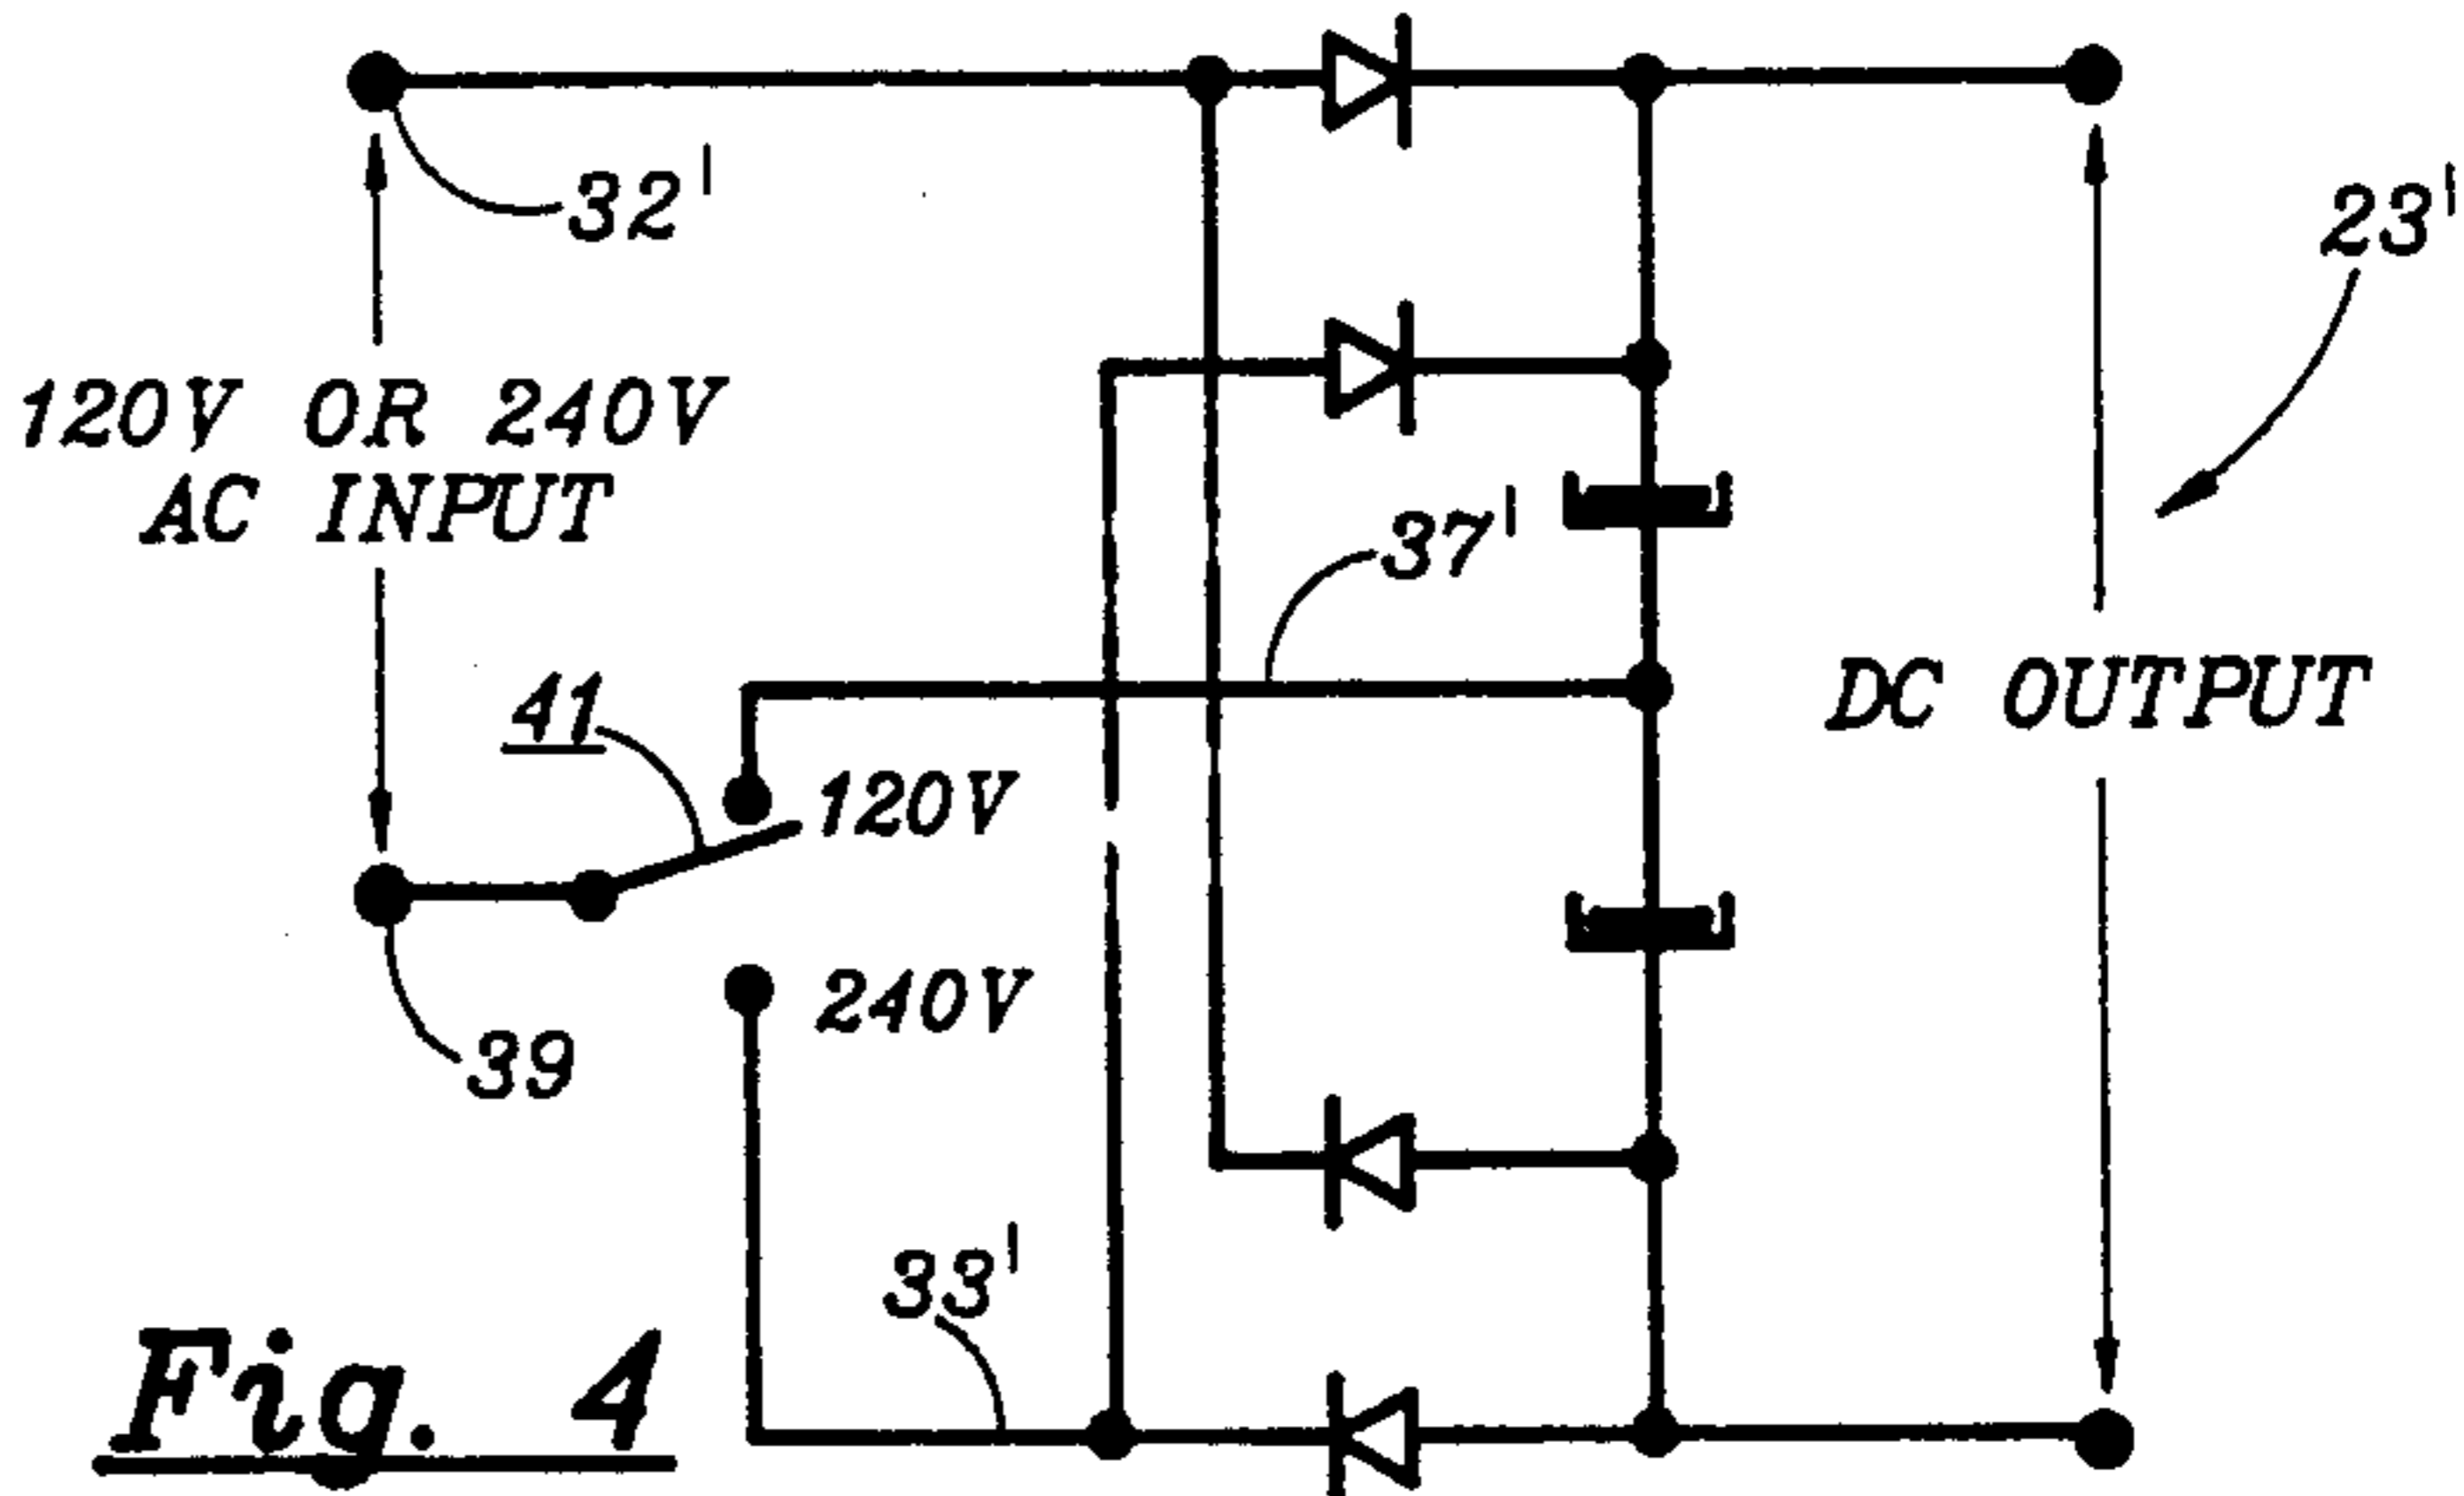 32'
23'
120V OR 240V
AC INPUT
37'
41
DC OUTPUT
120V
240V
39
33'
Fig. 4